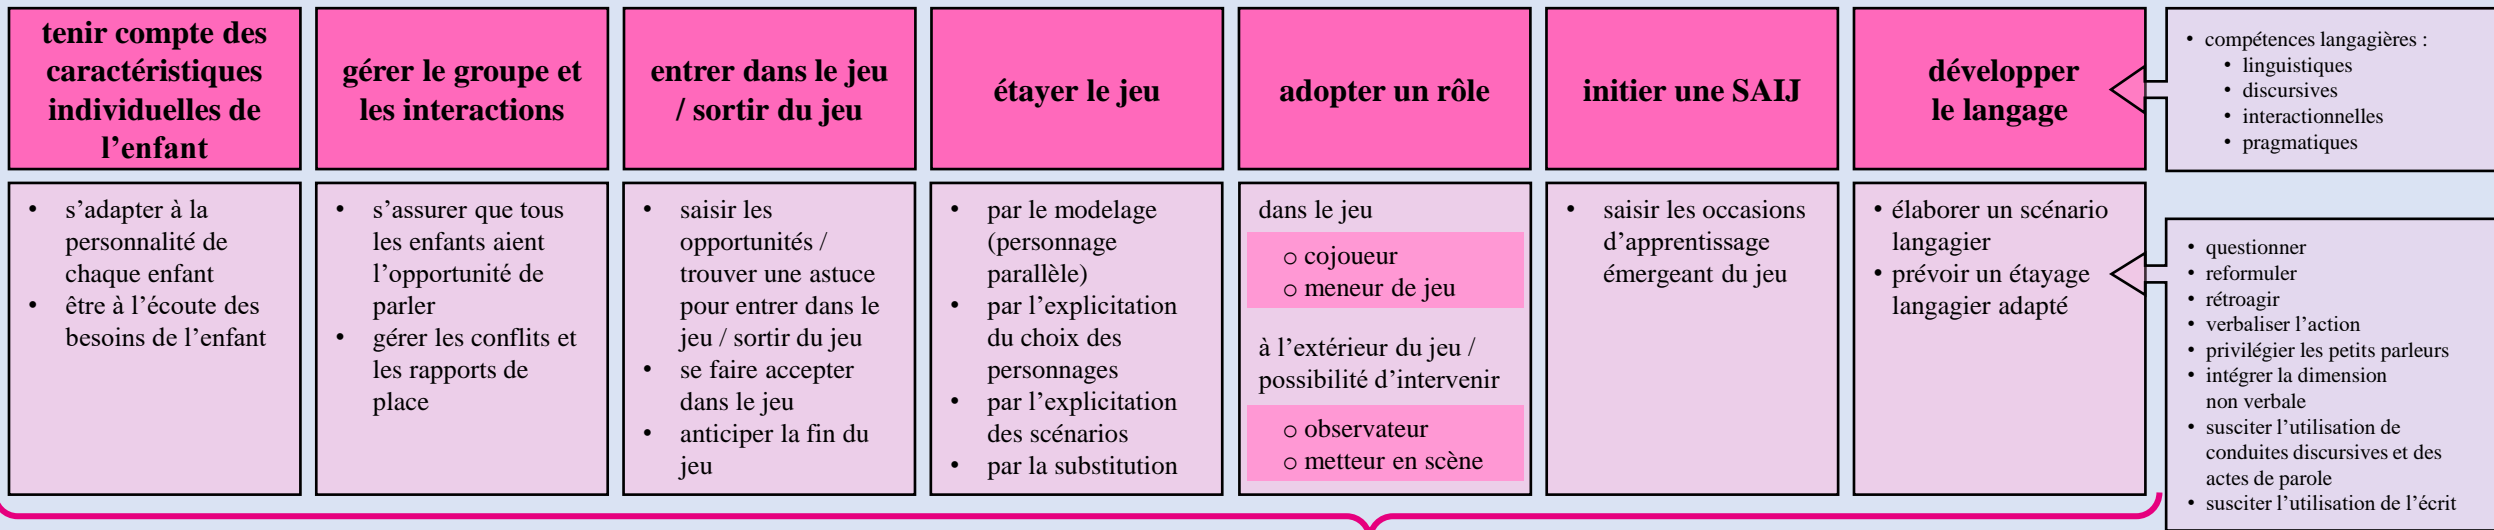 tenir compte des
caractéristiques
individuelles de
l’enfant
gérer le groupe et
les interactions
entrer dans le jeu
/ sortir du jeu
étayer le jeu
adopter un rôle
initier une SAIJ
développer
le langage
• compétences langagières :
• linguistiques
• discursives
• interactionnelles
• pragmatiques
• s’adapter à la
personnalité de
chaque enfant
• être à l’écoute des
besoins de l’enfant
• s’assurer que tous
les enfants aient
l’opportunité de
parler
• gérer les conflits et
les rapports de
place
• saisir les
opportunités /
trouver une astuce
pour entrer dans le
jeu / sortir du jeu
• se faire accepter
dans le jeu
• anticiper la fin du
jeu
• par le modelage
(personnage
parallèle)
• par l’explicitation
du choix des
personnages
• par l’explicitation
des scénarios
• par la substitution
dans le jeu
o cojoueur
o meneur de jeu
à l’extérieur du jeu /
possibilité d’intervenir
o observateur
o metteur en scène
• saisir les occasions
d’apprentissage
émergeant du jeu
• élaborer un scénario
langagier
• prévoir un étayage
langagier adapté
• questionner
• reformuler
• rétroagir
• verbaliser l’action
• privilégier les petits parleurs
• intégrer la dimension
non verbale
• susciter l’utilisation de
conduites discursives et des
actes de parole
• susciter l’utilisation de l’écrit